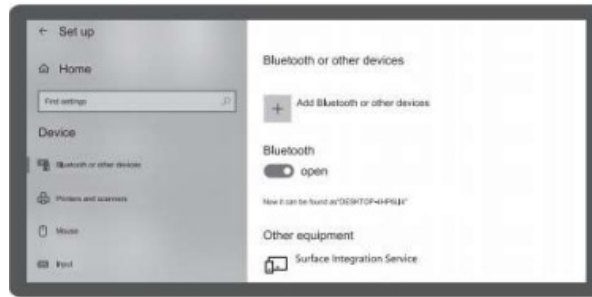 ← Set up
Home
Find settings
Device
Bluetooth or other devices
Printers and scanners
Mouse
Input
Bluetooth or other devices
+ Add Bluetooth or other devices
Bluetooth
open
Now it can be found as
Other equipment
Surface Integration Service